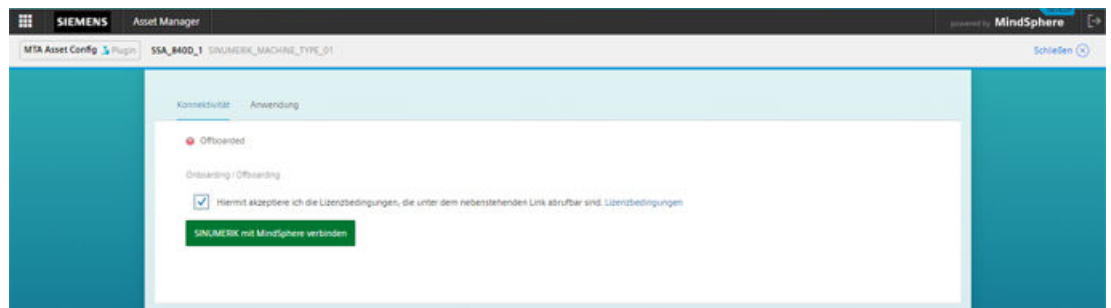 SIEMENS Asset Manager powered by MindSphere
MTA Asset Config Plugin SSA_840D_1 SINUMERIK_MACHINE_TYPE_01 Schließen
Konnektivität Anwendung
Offboarded
Onboarding / Offboarding
Hiermit akzeptiere ich die Lizenzbedingungen, die unter dem nebenstehenden Link abrufbar sind. Lizenzbedingungen
SINUMERIK mit MindSphere verbinden